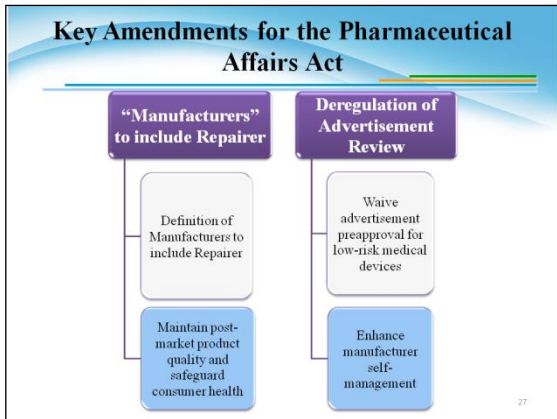 Key Amendments for the Pharmaceutical
Affairs Act
“Manufacturers”
to include Repairer
Definition of
Manufacturers to
include Repairer
Maintain post-
market product
quality and
safeguard
consumer health
Deregulation of
Advertisement
Review
Waive
advertisement
preapproval for
low-risk medical
devices
Enhance
manufacturer
self-
management
27